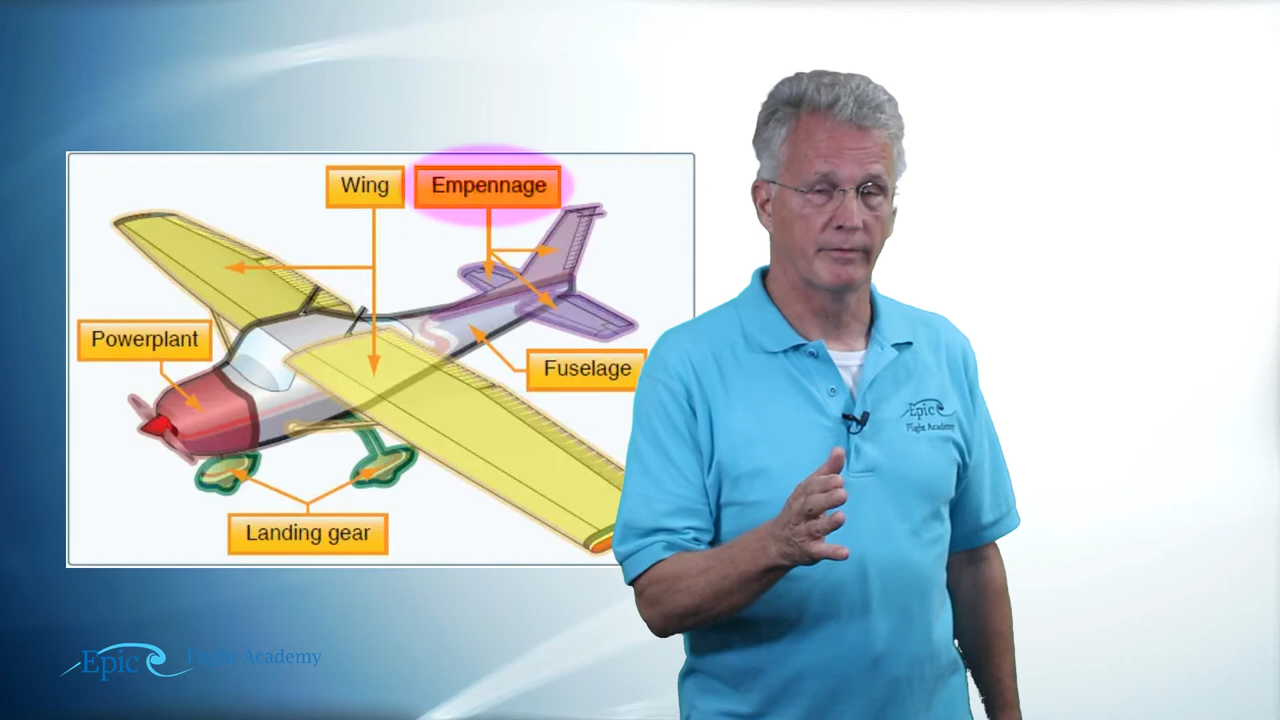 Wing
Empennage
Powerplant
Fuselage
Landing gear
Epic
Flight Academy
Epic Flight Academy